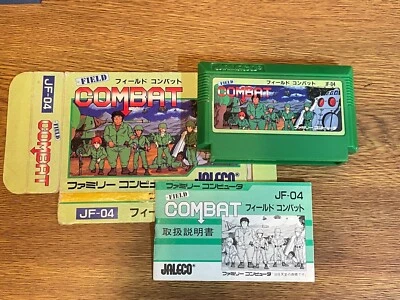 FIELD
フィールド コンバット
COMBAT
ファミリー コンピュータ
JALECO
JF-04
フィールド
JF-04
FIELD
COMBAT
JALECO
FIELD
フィールド コンバット
JF-04
COMBAT
ファミリーコンピュータ
FIELD
JF-04
COMBAT
フィールド コンバット
取扱説明書
JALECO
ファミリーコンピュータ